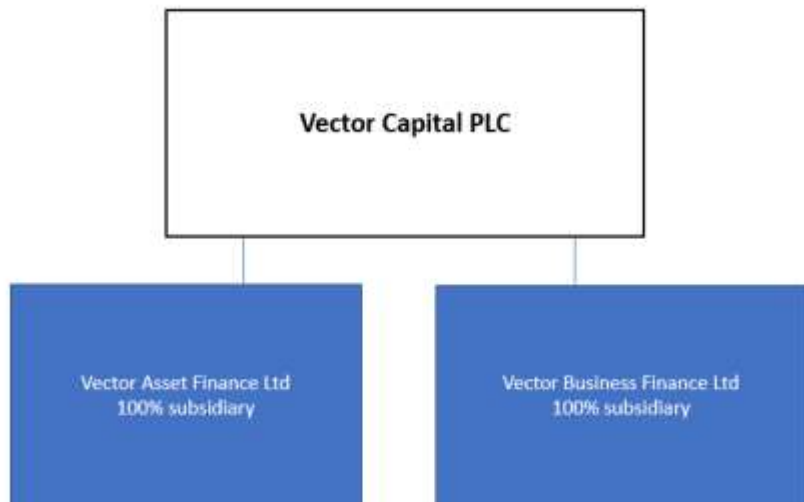 Vector Capital PLC
Vector Asset Finance Ltd
100% subsidiary
Vector Business Finance Ltd
100% subsidiary